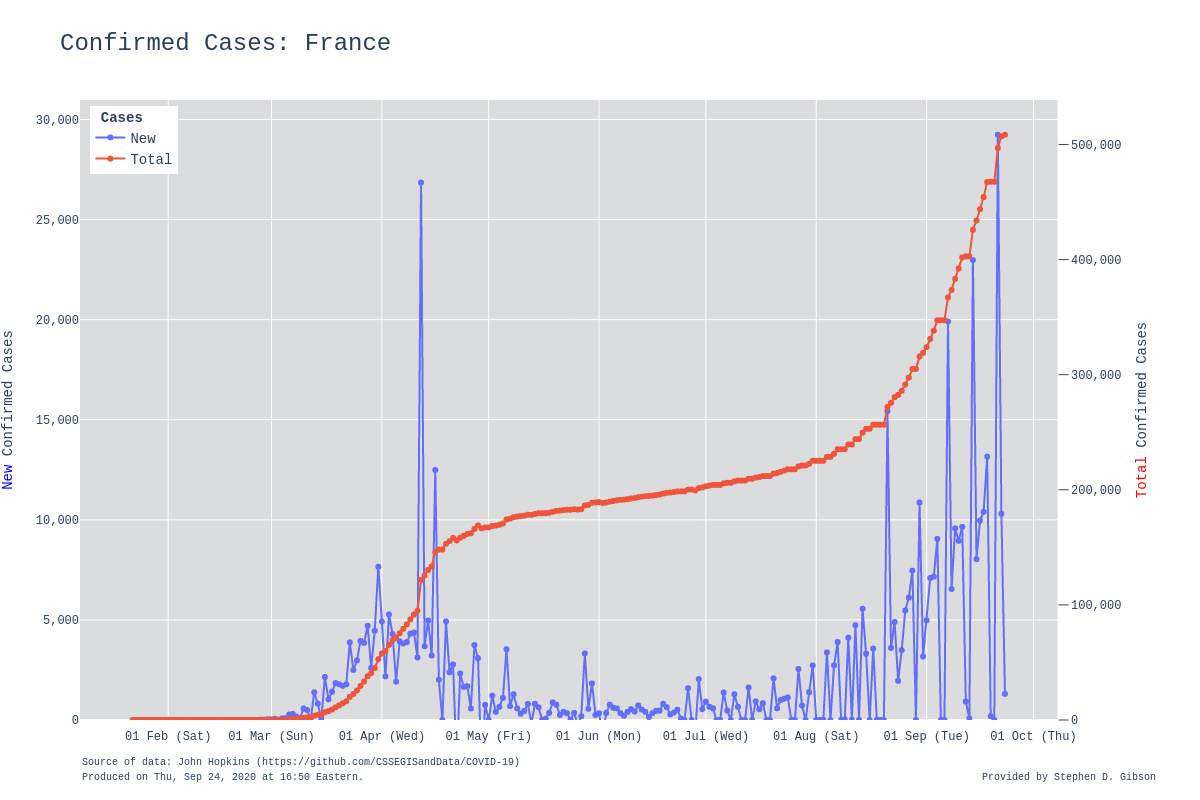 Confirmed Cases: France
Cases
New
Total
30,000
25,000
20,000
15,000
10,000
5,000
0
500,000
400,000
300,000
200,000
100,000
0
New Confirmed Cases
Total Confirmed Cases
01 Feb (Sat) 01 Mar (Sun) 01 Apr (Wed) 01 May (Fri) 01 Jun (Mon) 01 Jul (Wed) 01 Aug (Sat) 01 Sep (Tue) 01 Oct (Thu)
Source of data: John Hopkins (https://github.com/CSSEGISandData/COVID-19)
Produced on Thu, Sep 24, 2020 at 16:50 Eastern.
Provided by Stephen D. Gibson